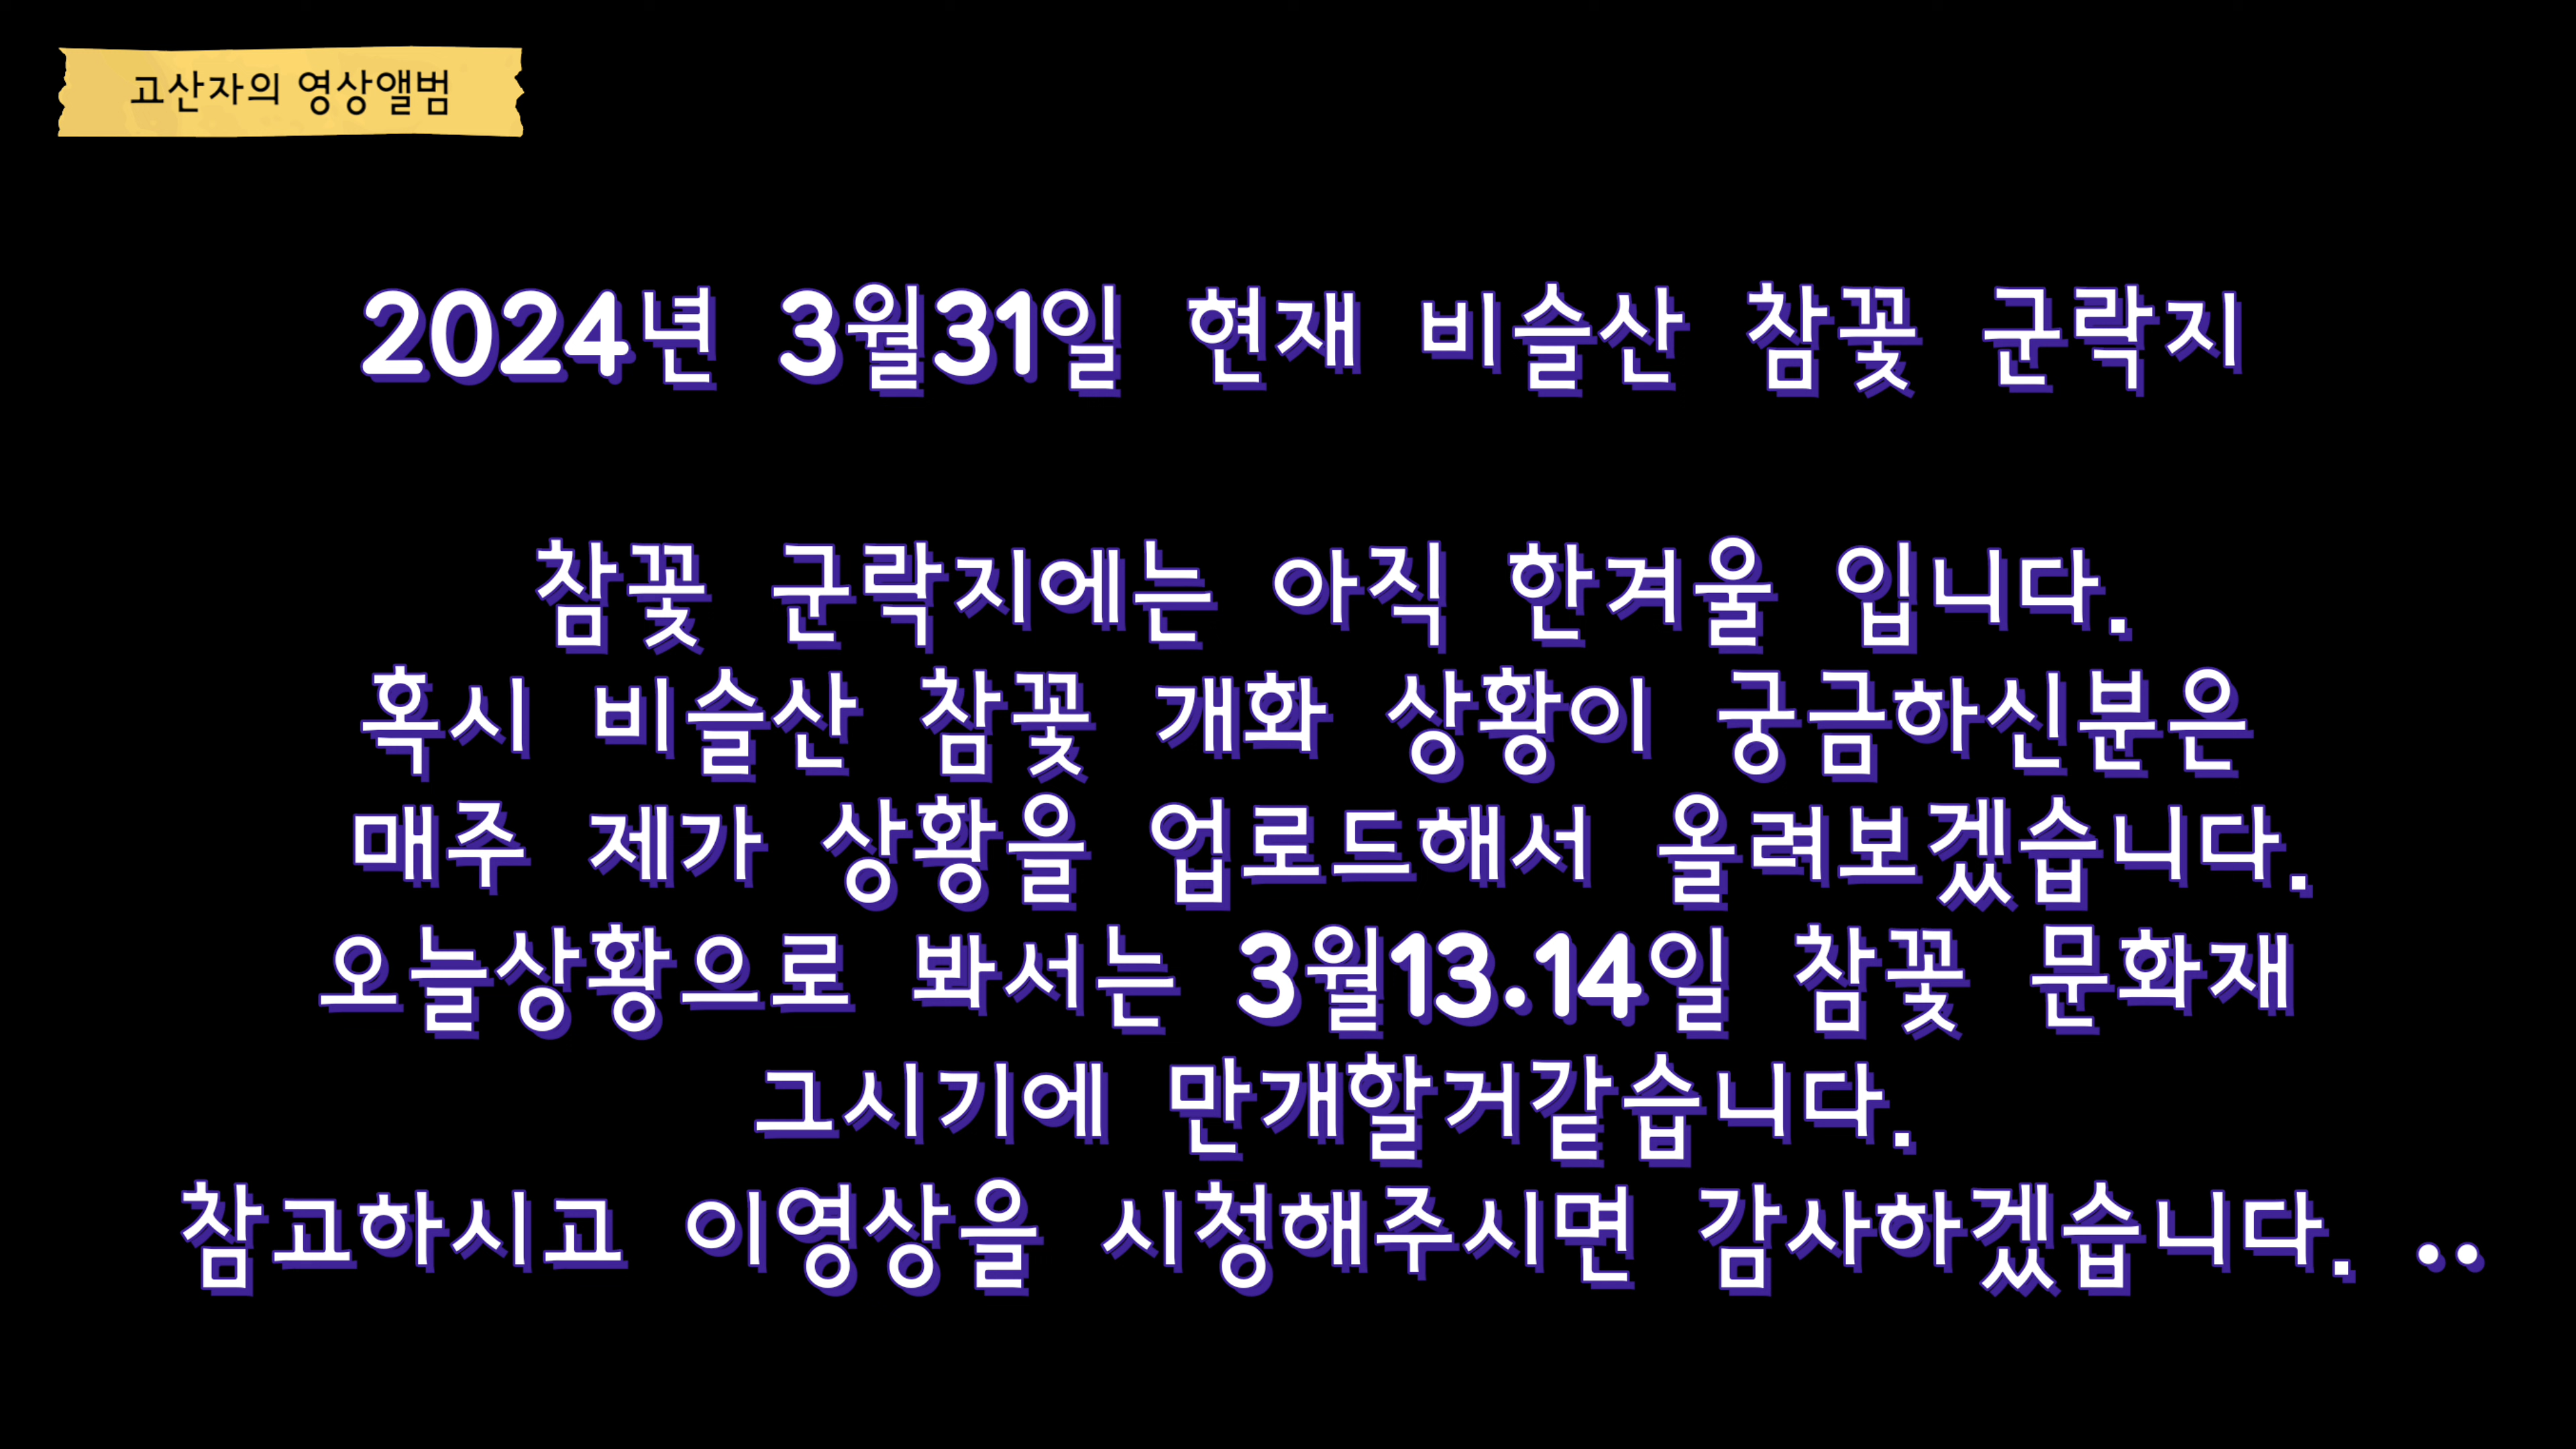 고산자의 영상앨범
2024년 3월31일 현재 비슬산 참꽃 군락지
참꽃 군락지에는 아직 한겨울 입니다.
혹시 비슬산 참꽃 개화 상황이 궁금하신분은
매주 제가 상황을 업로드해서 올려보겠습니다.
오늘상황으로 봐서는 3월13.14일 참꽃 문화재
그시기에 만개할거같습니다.
참고하시고 이영상을 시청해주시면 감사하겠습니다. ..